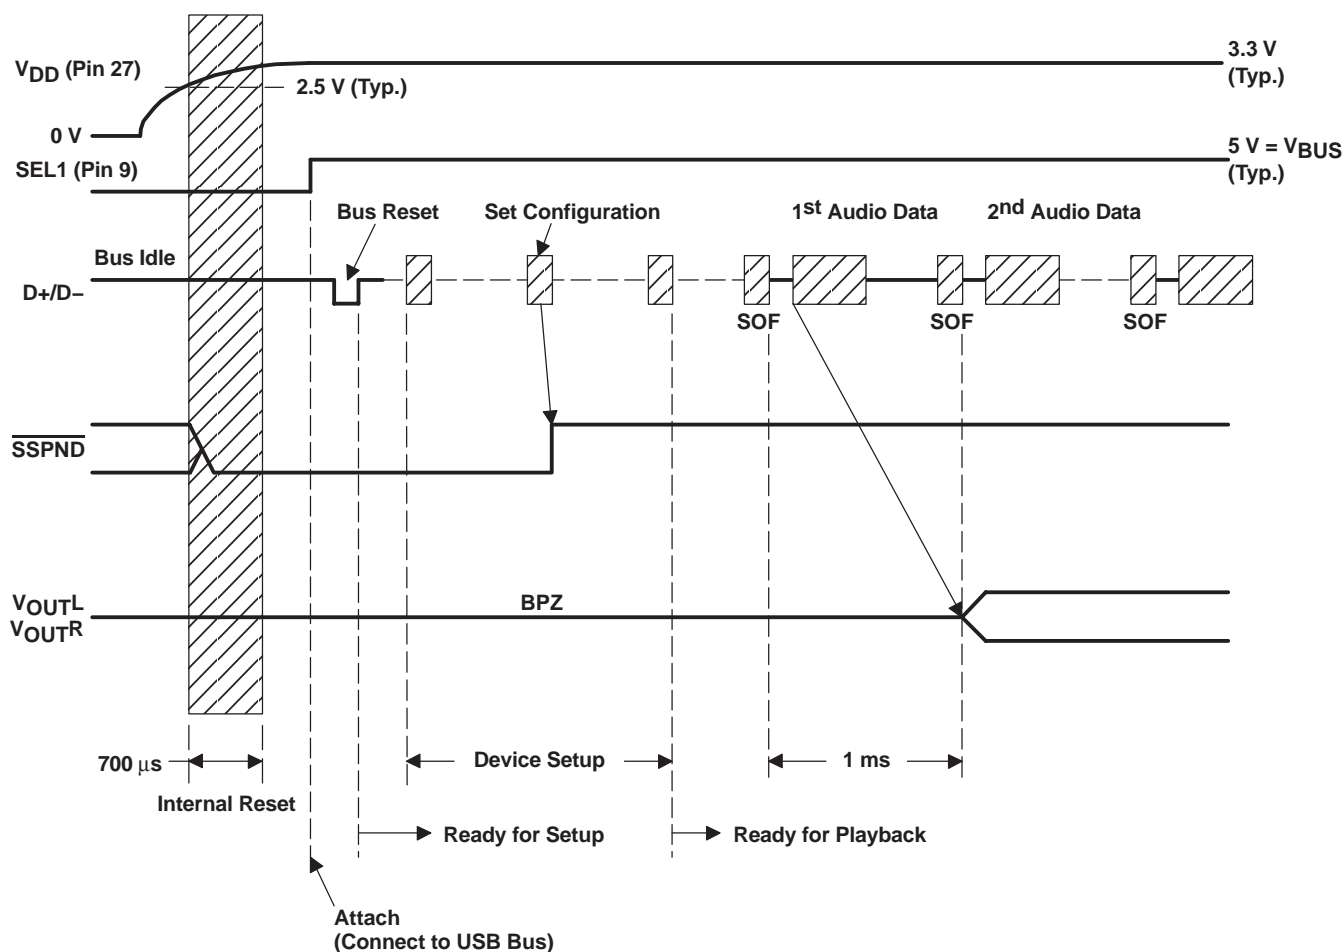 VDD (Pin 27)
2.5 V (Typ.)
3.3 V
(Typ.)
0 V
SEL1 (Pin 9)
5 V = VBUS
(Typ.)
Bus Reset
Set Configuration
1st Audio Data
2nd Audio Data
Bus Idle
D+/D−
SOF
SOF
SOF
SSPND
VOUTL
VOUTR
BPZ
700 μs
Device Setup
1 ms
Internal Reset
Ready for Setup
Ready for Playback
Attach
(Connect to USB Bus)